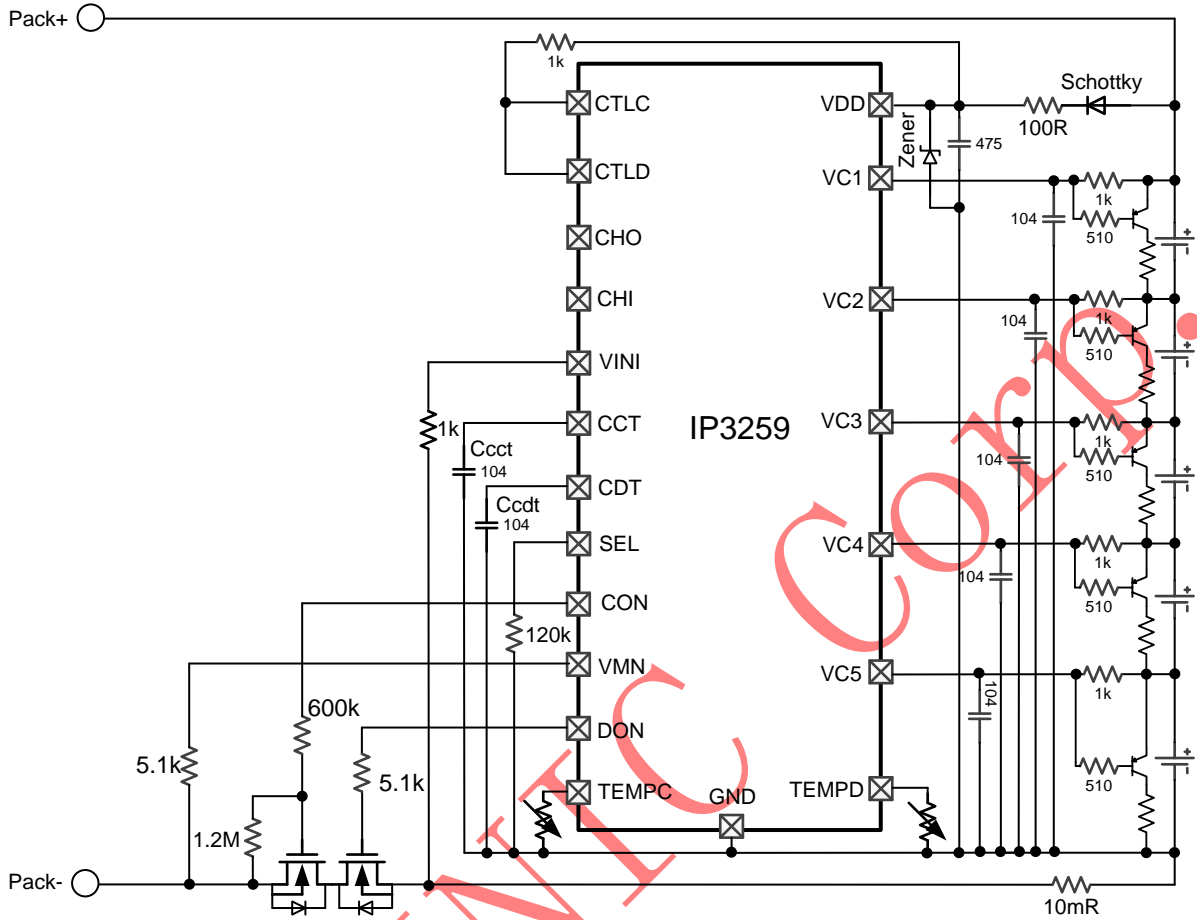 Pack+
1k
Schottky
CTLC
VDD
100R
Zener
475
CTLD
VC1
1k
104
510
CHO
CHI
VC2
1k
104
510
VINI
1k
CCT
IP3259
VC3
1k
Ccct
104
104
510
CDT
Ccdt
104
SEL
VC4
1k
104
510
CON
120k
VMN
VC5
1k
104
600k
DON
5.1k
5.1k
510
TEMPC
GND
TEMPD
1.2M
Pack-
10mR
INJOINIC Corp.